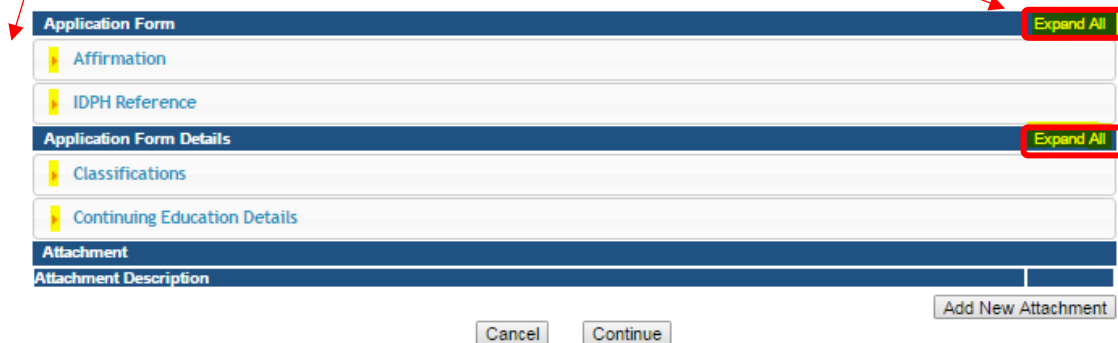 Application Form Expand All
Affirmation
IDPH Reference
Application Form Details Expand All
Classifications
Continuing Education Details
Attachment
Attachment Description
Add New Attachment
Cancel Continue